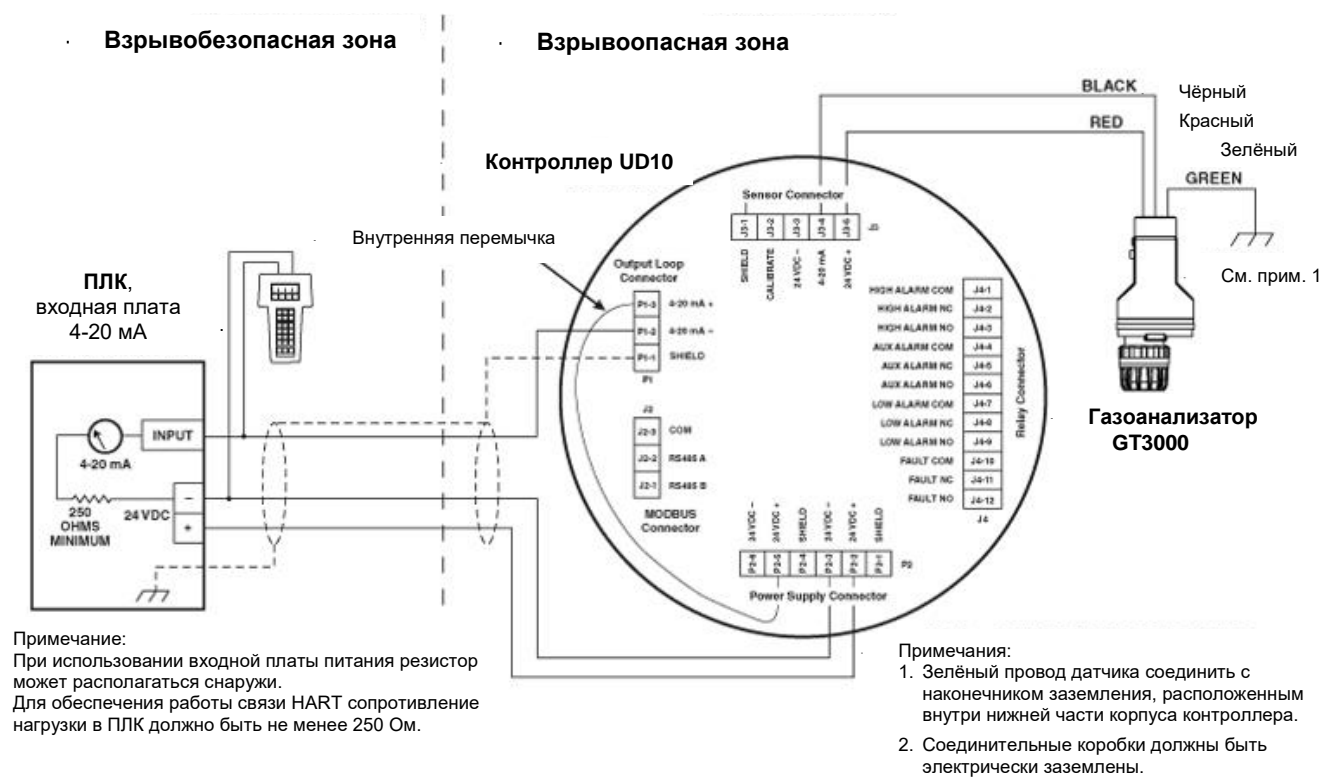 Взрывобезопасная зона
Взрывоопасная зона
BLACK
Чёрный
RED
Красный
Зелёный
GREEN
См. прим. 1
Контроллер UD10
Sensor Connector
J3-1
J3-2
J3-3
J3-4
J3-5
J3
SHIELD
CALIBRATE
24 VDC –
4-20 mA
24 VDC +
Внутренняя перемычка
Output Loop
Connector
P1-3 4-20 mA +
P1-2 4-20 mA –
P1-1 SHIELD
P1
J2
J2-3 COM
J2-2 RS485 A
J2-1 RS485 B
MODBUS
Connector
HIGH ALARM COM J4-1
HIGH ALARM NC J4-2
HIGH ALARM NO J4-3
AUX ALARM COM J4-4
AUX ALARM NC J4-5
AUX ALARM NO J4-6
LOW ALARM COM J4-7
LOW ALARM NC J4-8
LOW ALARM NO J4-9
FAULT COM J4-10
FAULT NC J4-11
FAULT NO J4-12
J4
Relay Connector
24 VDC –
24 VDC +
SHIELD
24 VDC –
24 VDC +
SHIELD
P2-6
P2-5
P2-4
P2-3
P2-2
P2-1
P2
Power Supply Connector
Газоанализатор
GT3000
ПЛК,
входная плата
4-20 мА
INPUT
4-20 mA
250
OHMS
MINIMUM
24 VDC
–
+
Примечание:
При использовании входной платы питания резистор
может располагаться снаружи.
Для обеспечения работы связи HART сопротивление
нагрузки в ПЛК должно быть не менее 250 Ом.
Примечания:
1. Зелёный провод датчика соединить с
наконечником заземления, расположенным
внутри нижней части корпуса контроллера.
2. Соединительные коробки должны быть
электрически заземлены.